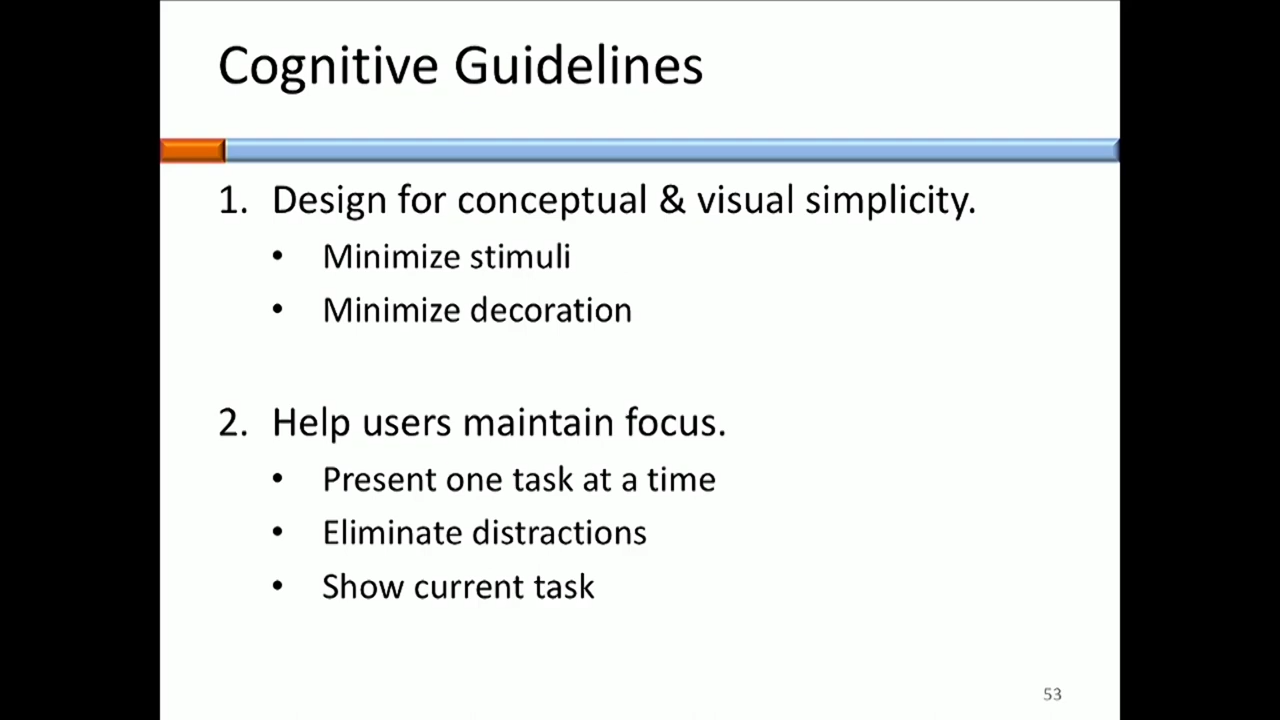 Cognitive Guidelines
1. Design for conceptual & visual simplicity.
• Minimize stimuli
• Minimize decoration
2. Help users maintain focus.
• Present one task at a time
• Eliminate distractions
• Show current task
53